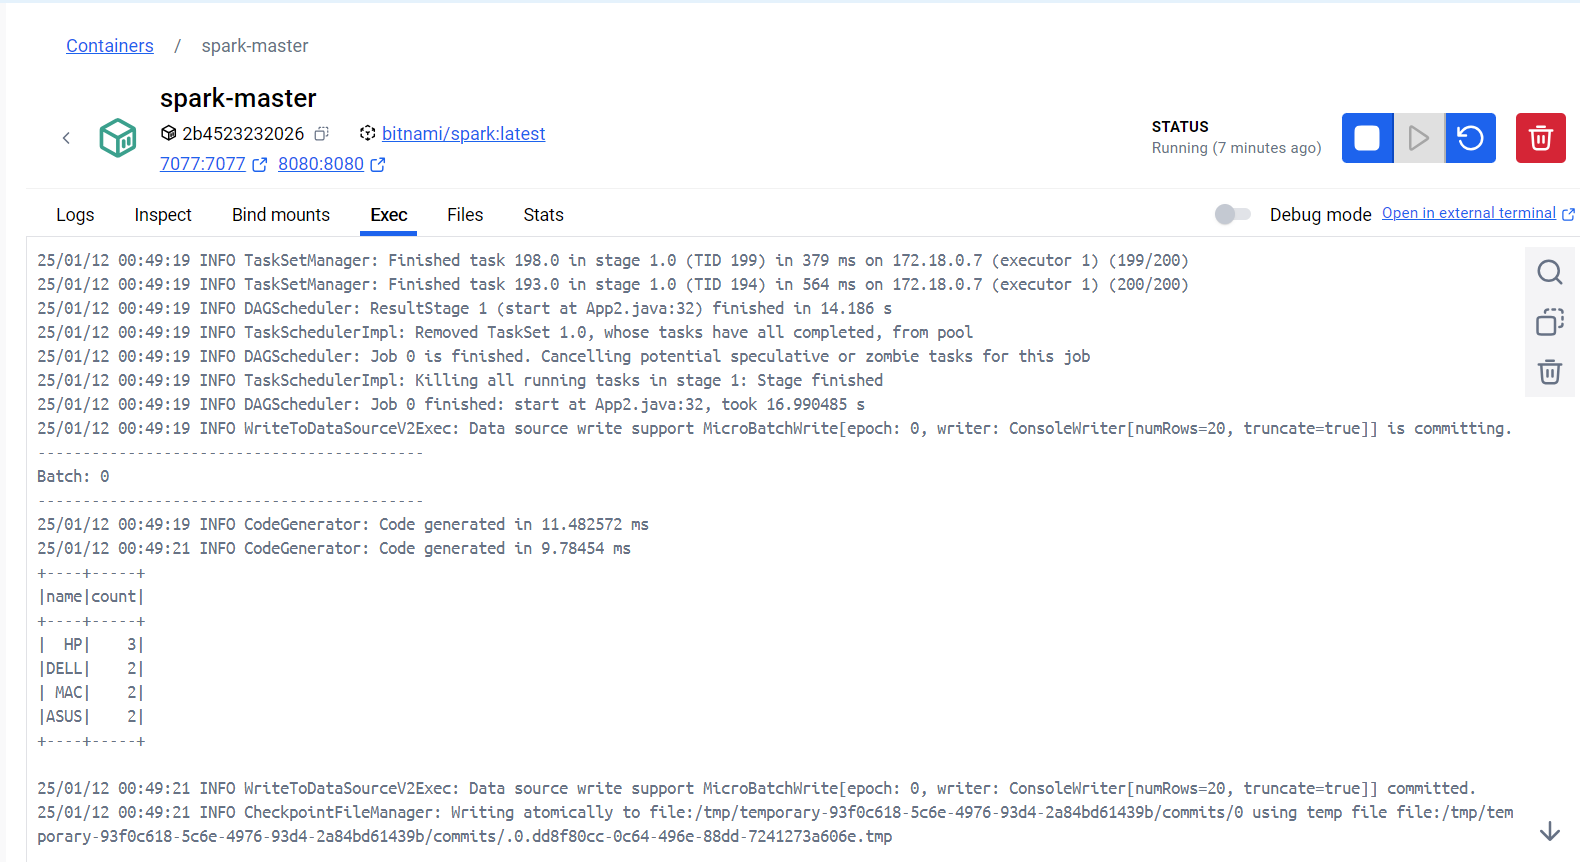 Containers / spark-master
spark-master
2b4523232026 bitnami/spark:latest
7077:7077 8080:8080
STATUS
Running (7 minutes ago)
Logs Inspect Bind mounts Exec Files Stats
Debug mode Open in external terminal
25/01/12 00:49:19 INFO TaskSetManager: Finished task 198.0 in stage 1.0 (TID 199) in 379 ms on 172.18.0.7 (executor 1) (199/200)
25/01/12 00:49:19 INFO TaskSetManager: Finished task 193.0 in stage 1.0 (TID 194) in 564 ms on 172.18.0.7 (executor 1) (200/200)
25/01/12 00:49:19 INFO DAGScheduler: ResultStage 1 (start at App2.java:32) finished in 14.186 s
25/01/12 00:49:19 INFO TaskSchedulerImpl: Removed TaskSet 1.0, whose tasks have all completed, from pool
25/01/12 00:49:19 INFO DAGScheduler: Job 0 is finished. Cancelling potential speculative or zombie tasks for this job
25/01/12 00:49:19 INFO TaskSchedulerImpl: Killing all running tasks in stage 1: Stage finished
25/01/12 00:49:19 INFO DAGScheduler: Job 0 finished: start at App2.java:32, took 16.990485 s
25/01/12 00:49:19 INFO WriteToDataSourceV2Exec: Data source write support MicroBatchWrite[epoch: 0, writer: ConsoleWriter[numRows=20, truncate=true]] is committing.
-------------------------------------------
Batch: 0
-------------------------------------------
25/01/12 00:49:19 INFO CodeGenerator: Code generated in 11.482572 ms
25/01/12 00:49:21 INFO CodeGenerator: Code generated in 9.78454 ms
+----+-----+
|name|count|
+----+-----+
|  HP|    3|
|DELL|    2|
| MAC|    2|
|ASUS|    2|
+----+-----+
25/01/12 00:49:21 INFO WriteToDataSourceV2Exec: Data source write support MicroBatchWrite[epoch: 0, writer: ConsoleWriter[numRows=20, truncate=true]] committed.
25/01/12 00:49:21 INFO CheckpointFileManager: Writing atomically to file:/tmp/temporary-93f0c618-5c6e-4976-93d4-2a84bd61439b/commits/0 using temp file file:/tmp/tem
porary-93f0c618-5c6e-4976-93d4-2a84bd61439b/commits/.0.dd8f80cc-0c64-496e-88dd-7241273a606e.tmp